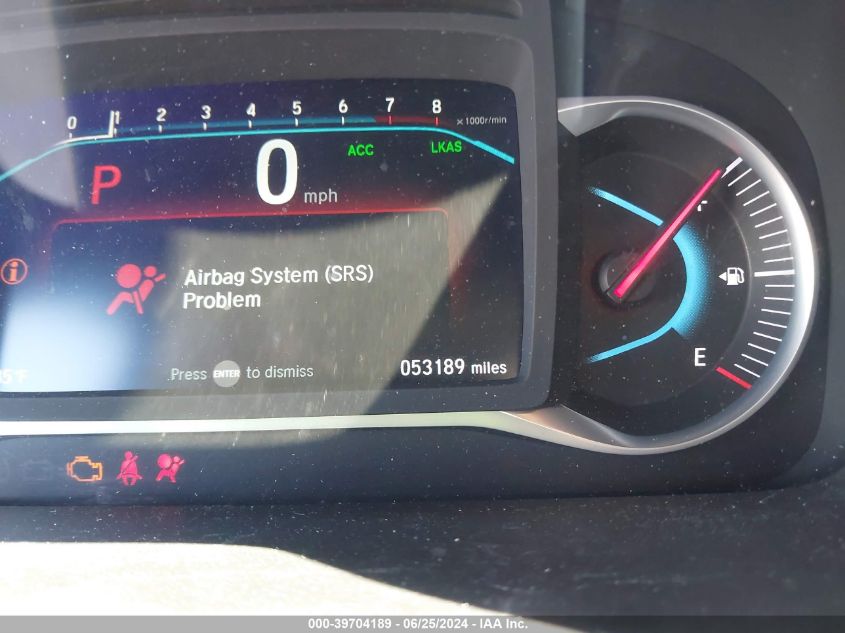 0 1 2 3 4 5 6 7 8 x1000r/min
ACC LKAS
P 0 mph
Airbag System (SRS)
Problem
Press ENTER to dismiss
053189 miles
E
000-39704189 - 06/25/2024 - IAA Inc.